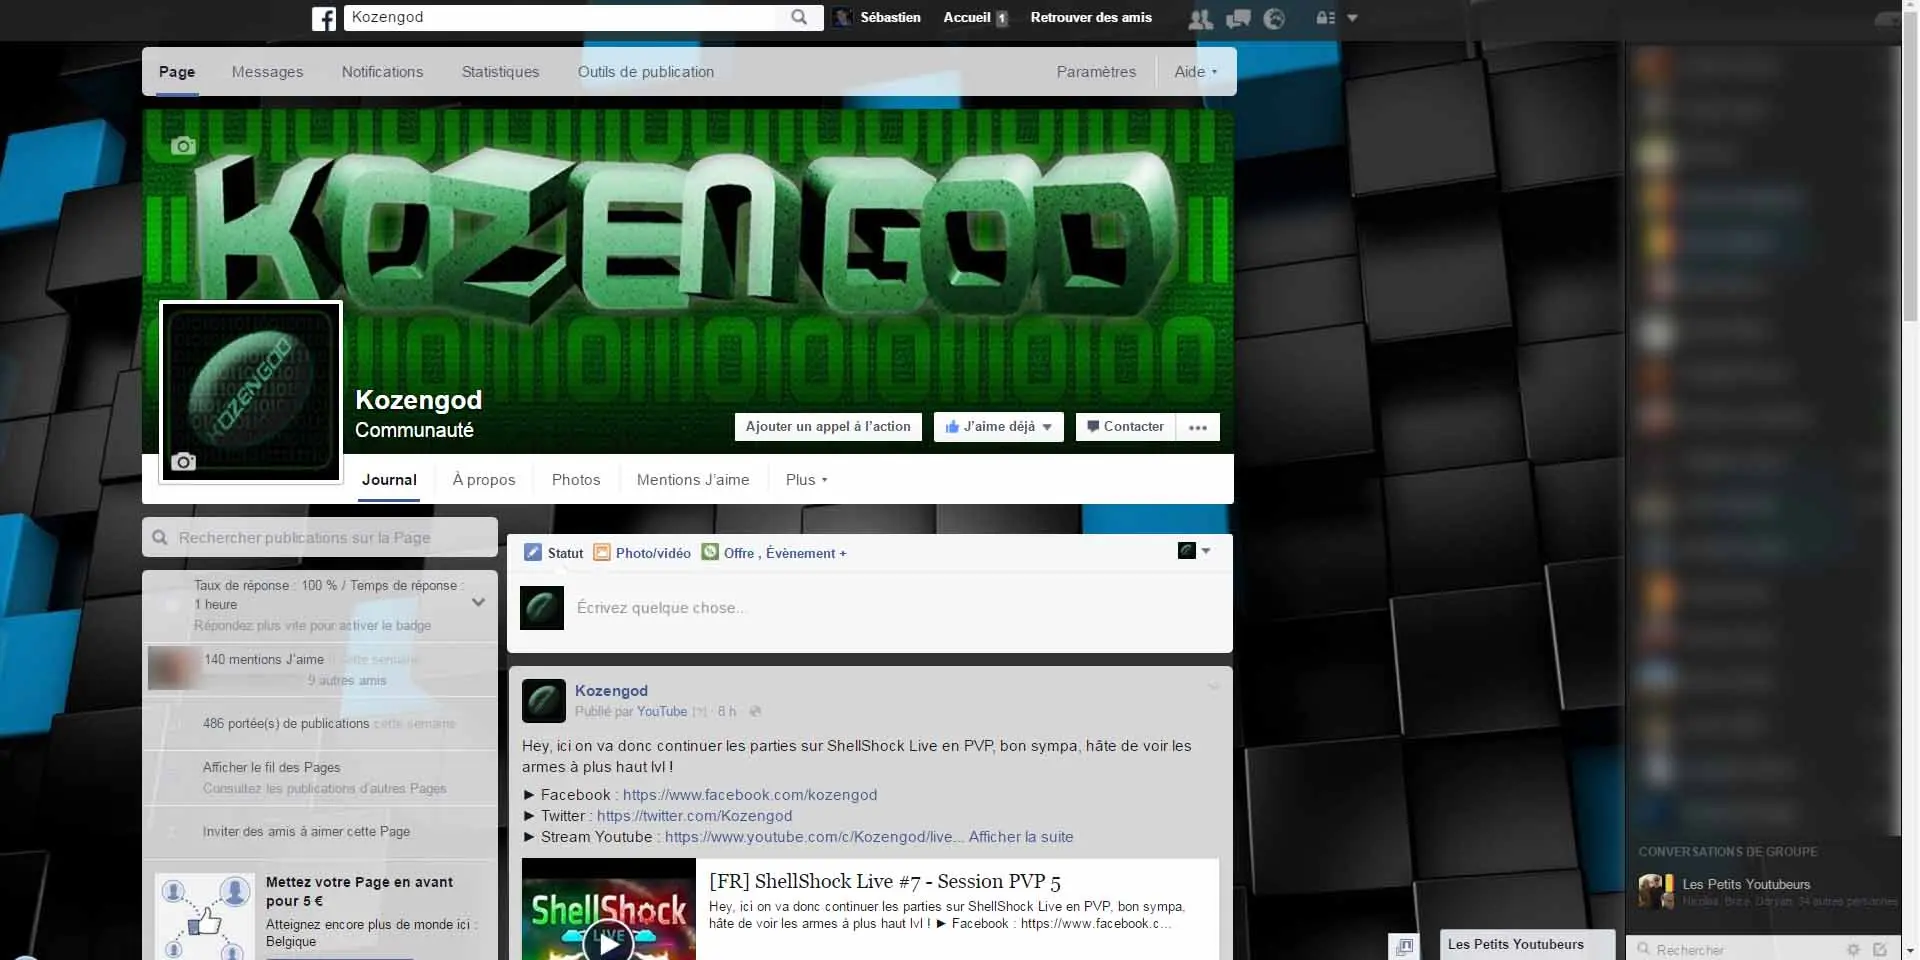 Kozengod
Sébastien
Accueil 1
Retrouver des amis
Page
Messages
Notifications
Statistiques
Outils de publication
Paramètres
Aide
KOZENGOD
KOZENGOD
Kozengod
Communauté
Ajouter un appel à l'action
J'aime déjà
Contacter
Journal
À propos
Photos
Mentions J'aime
Plus
Rechercher publications sur la Page
Taux de réponse : 100 % / Temps de réponse :
1 heure
Répondez plus vite pour activer le badge
140 mentions J'aime cette semaine
9 autres amis
486 portée(s) de publications cette semaine
Afficher le fil des Pages
Consultez les publications d'autres Pages
Inviter des amis à aimer cette Page
Mettez votre Page en avant
pour 5 €
Atteignez encore plus de monde ici :
Belgique
Statut
Photo/vidéo
Offre , Évènement +
Écrivez quelque chose...
Kozengod
Publié par YouTube [?] · 8 h ·
Hey, ici on va donc continuer les parties sur ShellShock Live en PVP, bon sympa, hâte de voir les
armes à plus haut lvl !
► Facebook : https://www.facebook.com/kozengod
► Twitter : https://twitter.com/Kozengod
► Stream Youtube : https://www.youtube.com/c/Kozengod/live... Afficher la suite
ShellShock
LIVE
[FR] ShellShock Live #7 - Session PVP 5
Hey, ici on va donc continuer les parties sur ShellShock Live en PVP, bon sympa,
hâte de voir les armes à plus haut lvl ! ► Facebook : https://www.facebook.c...
CONVERSATIONS DE GROUPE
Les Petits Youtubeurs
34 autres personnes
Les Petits Youtubeurs
Rechercher